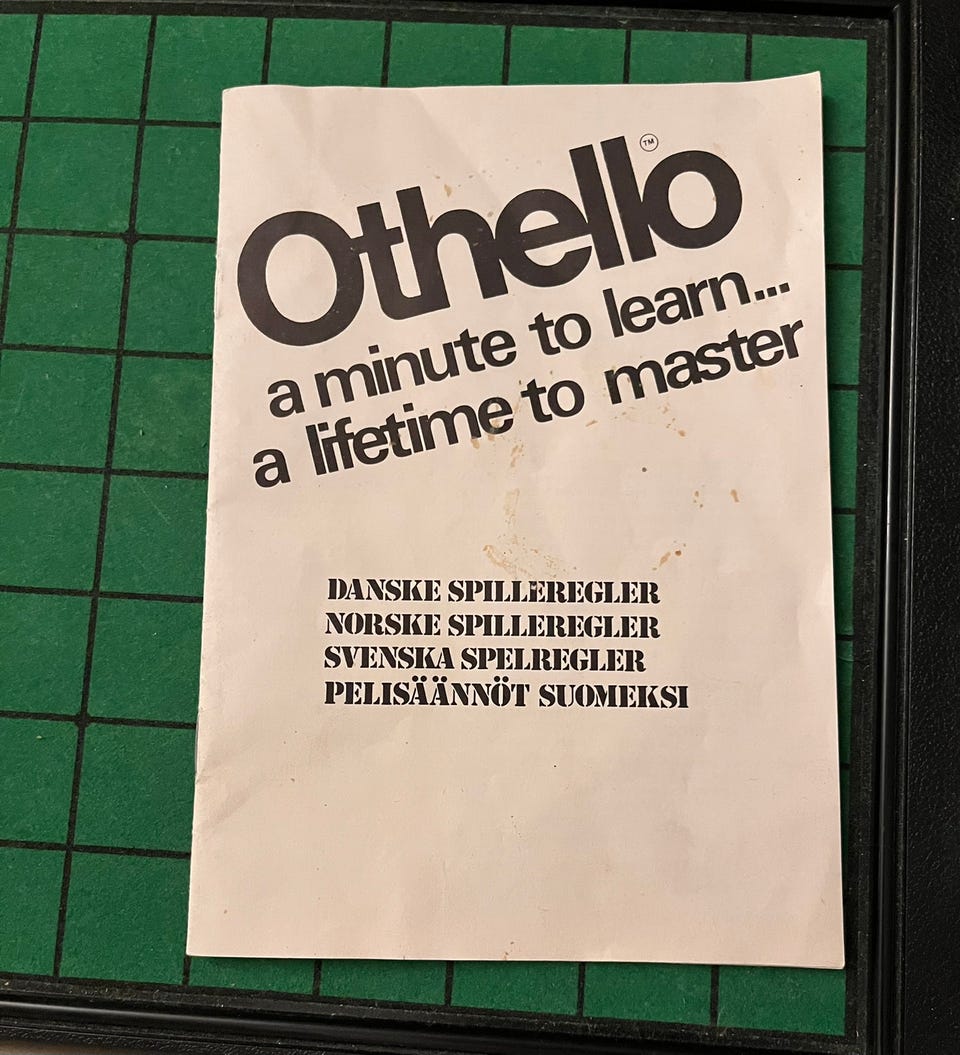 Othello™
a minute to learn...
a lifetime to master
DANSKE SPILLEREGLER
NORSKE SPILLEREGLER
SVENSKA SPELREGLER
PELISÄÄNNÖT SUOMEKSI